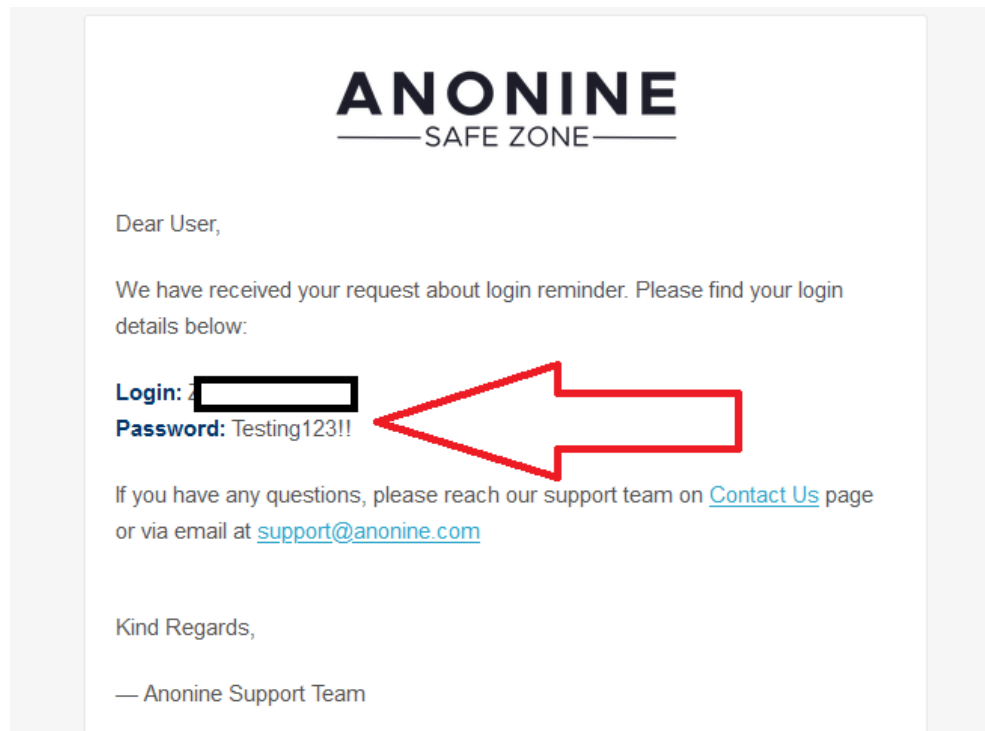 ANONINE
SAFE ZONE
Dear User,
We have received your request about login reminder. Please find your login
details below:
Login:
Password: Testing123!!
If you have any questions, please reach our support team on Contact Us page
or via email at support@anonine.com
Kind Regards,
— Anonine Support Team